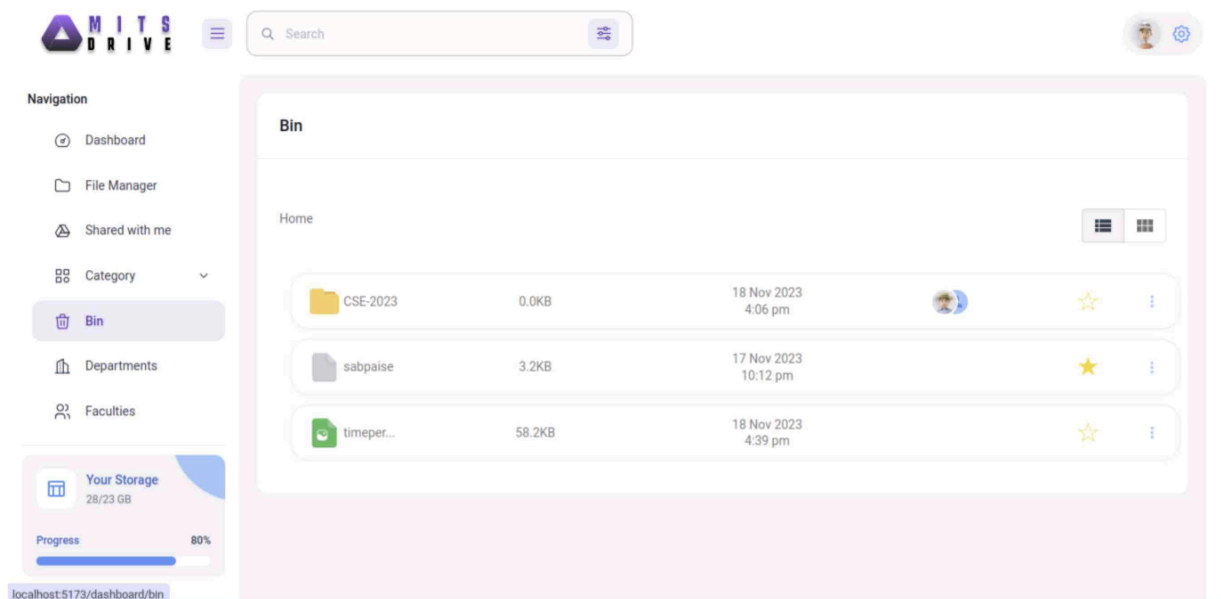 MITS
DRIVE
Search
Navigation
Dashboard
File Manager
Shared with me
Category
Bin
Departments
Faculties
Your Storage
28/23 GB
Progress 80%
localhost:5173/dashboard/bin
Bin
Home
CSE-2023 0.0KB 18 Nov 2023
4:06 pm
sabpaise 3.2KB 17 Nov 2023
10:12 pm
timeper... 58.2KB 18 Nov 2023
4:39 pm